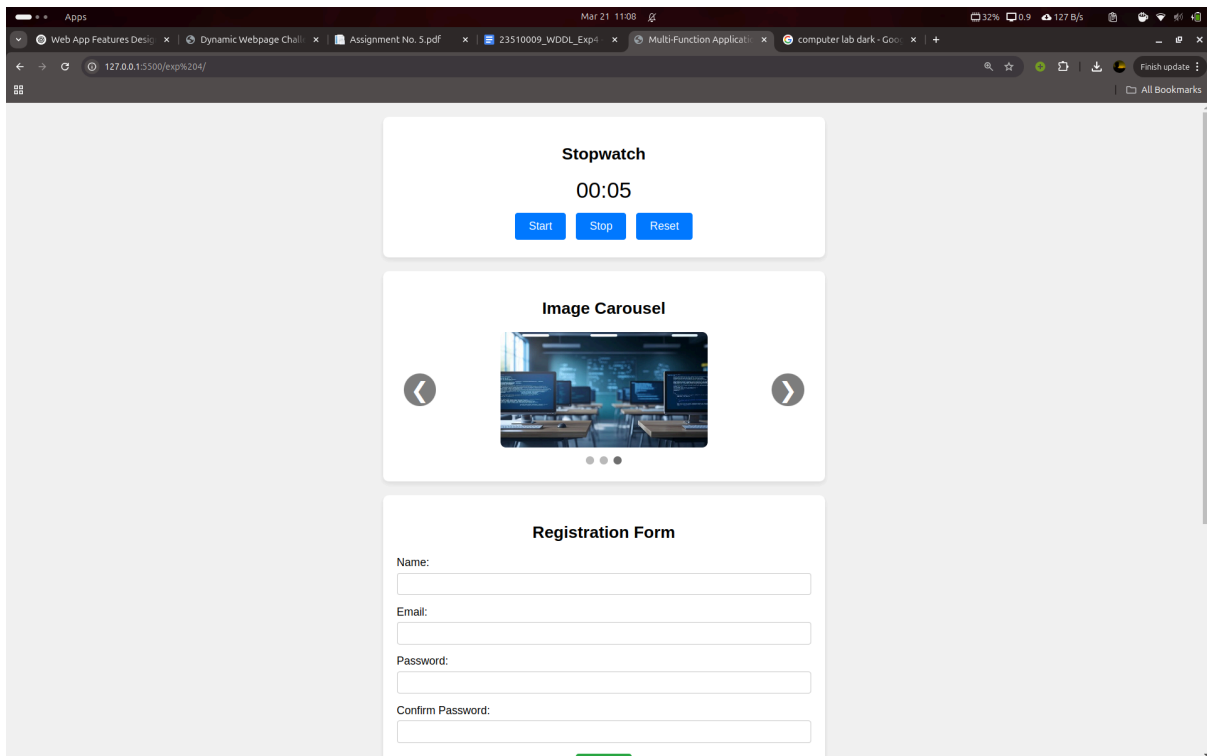 Apps
Mar 21 11:08
32% 0.9 127 B/s
Web App Features Desig
Dynamic Webpage Chall
Assignment No. 5.pdf
23510009_WDDL_Exp4
Multi-Function Applicati
computer lab dark - Goo
127.0.0.1:5500/exp%204/
Finish update
All Bookmarks
Stopwatch
00:05
Start Stop Reset
Image Carousel
Registration Form
Name:
Email:
Password:
Confirm Password: